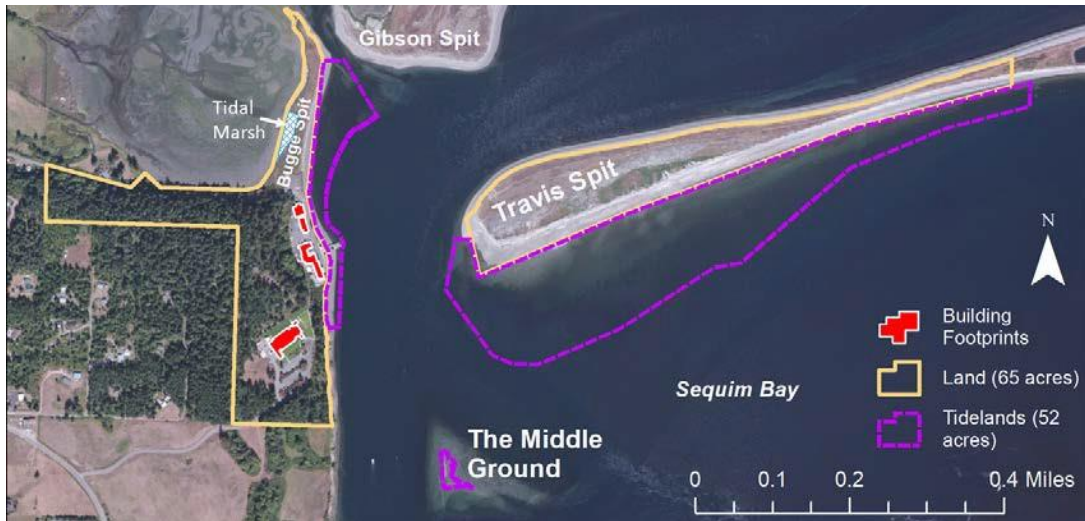 Gibson Spit
Tidal
Marsh
Bugge Spit
Travis Spit
N
Building
Footprints
Land (65 acres)
Sequim Bay
Tidelands (52
acres)
The Middle
Ground
0 0.1 0.2 0.4 Miles